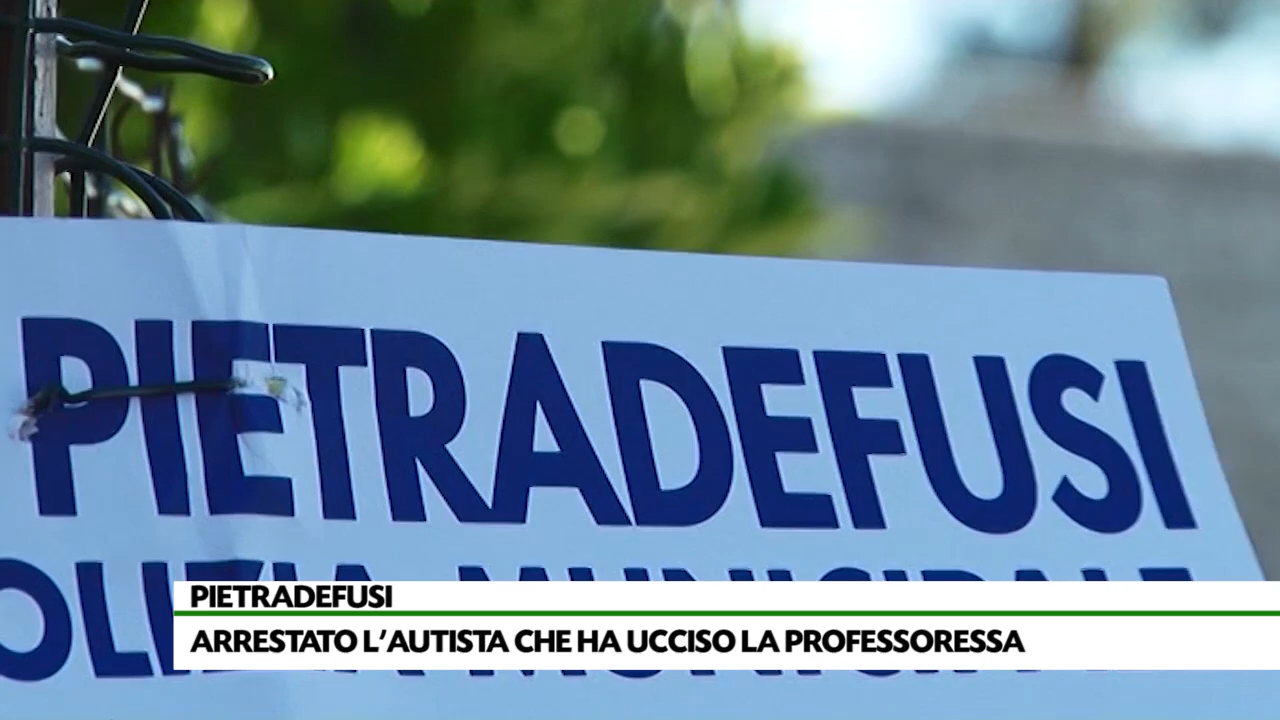 PIETRADEFUSI
PIETRADEFUSI
ARRESTATO L'AUTISTA CHE HA UCCISO LA PROFESSORESSA